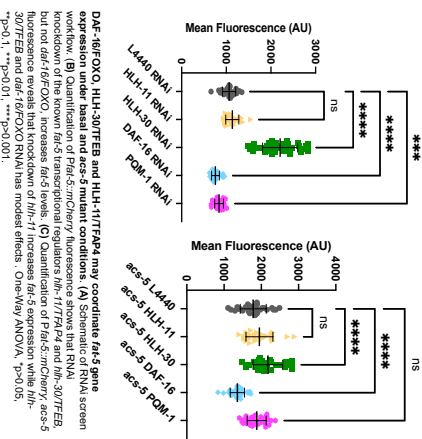 Mean Fluorescence (AU)
0
1000
2000
3000
L4440 RNAi
HLH-11 RNAi
HLH-30 RNAi
DAF-16 RNAi
PQM-1 RNAi
ns
****
****
***
Mean Fluorescence (AU)
0
1000
2000
3000
4000
acs-5 L4440
acs-5 HLH-11
acs-5 HLH-30
acs-5 DAF-16
acs-5 PQM-1
ns
****
****
ns
DAF-16/FOXO, HLH-30/TFEB and HLH-11/TFAP4 may coordinate fat-5 gene
expression under basal and acs-5 mutant conditions. (A) Schematic of RNAi screen
workflow. (B) Quantification of Pfat-5::mCherry fluorescence shows that RNAi
knockdown of the known fat-5 transcriptional regulators hlh-11/TFAP4 and hlh-30/TFEB,
but not daf-16/FOXO, increases fat-5 levels. (C) Quantification of Pfat-5::mCherry; acs-5
fluorescence reveals that knockdown of hlh-11 increases fat-5 expression while hlh-
30/TFEB and daf-16/FOXO RNAi has modest effects . One-Way ANOVA, *p>0.05,
**p>0.1, ***p>0.01, ****p>0.001.